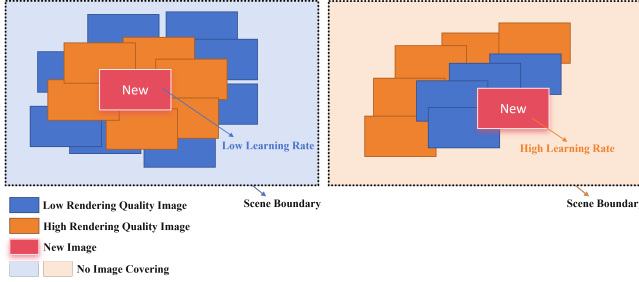 New
Low Learning Rate
Scene Boundary
New
High Learning Rate
Scene Boundar
Low Rendering Quality Image
High Rendering Quality Image
New Image
No Image Covering